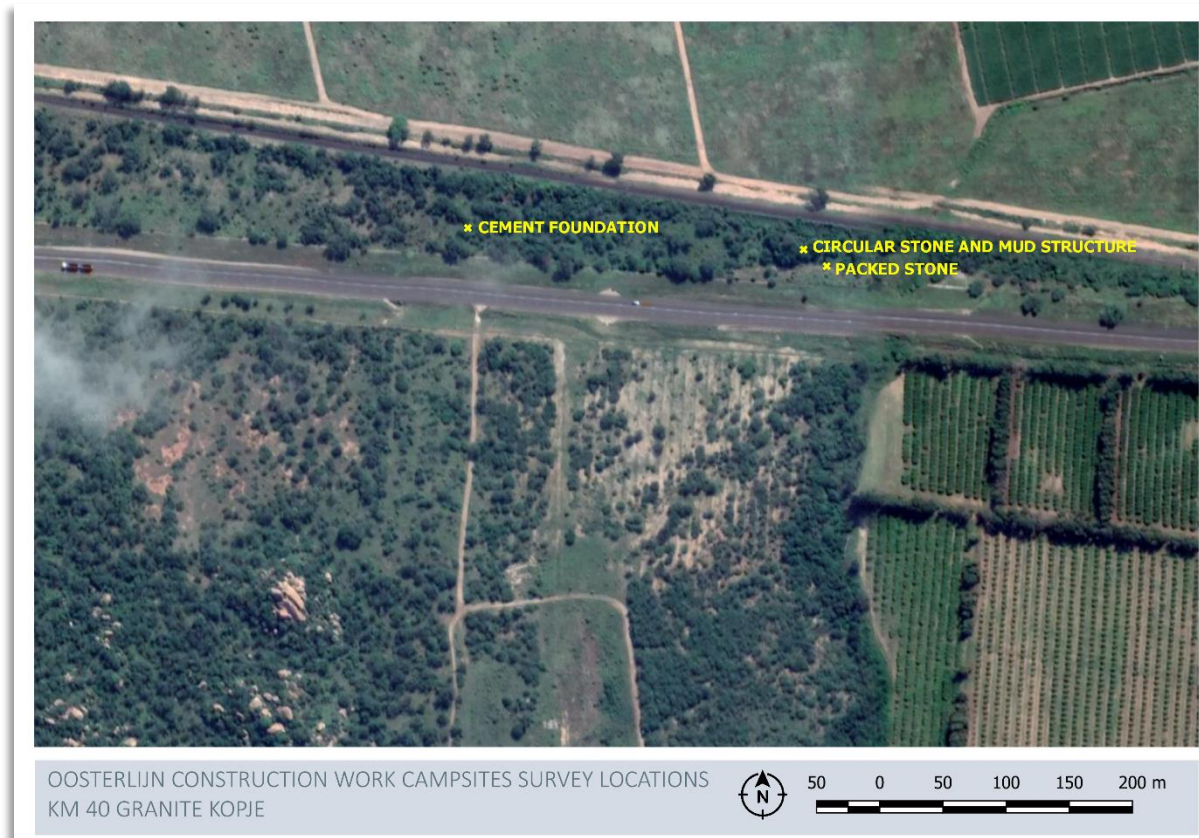 CEMENT FOUNDATION
CIRCULAR STONE AND MUD STRUCTURE
PACKED STONE
OOSTERLIJN CONSTRUCTION WORK CAMPSITES SURVEY LOCATIONS
KM 40 GRANITE KOPJE
N
50 0 50 100 150 200 m